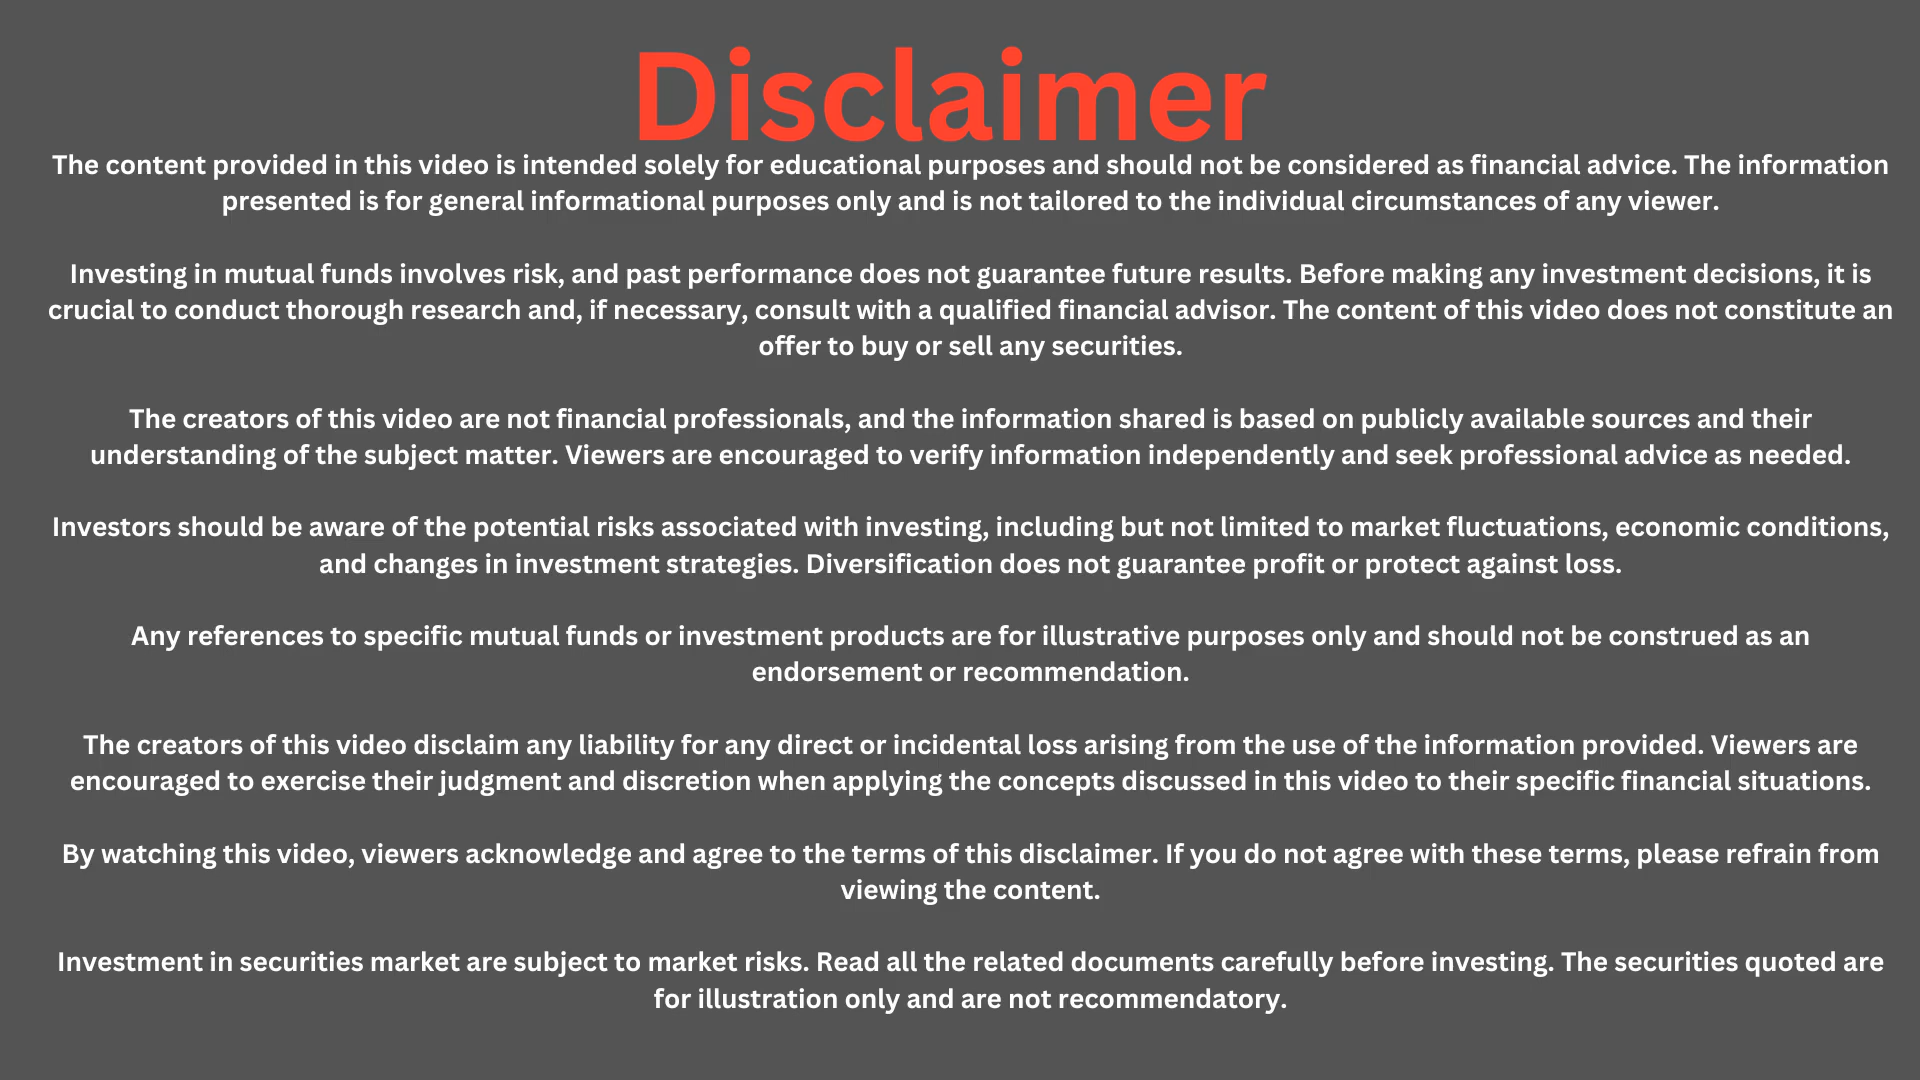 Disclaimer
The content provided in this video is intended solely for educational purposes and should not be considered as financial advice. The information
presented is for general informational purposes only and is not tailored to the individual circumstances of any viewer.
Investing in mutual funds involves risk, and past performance does not guarantee future results. Before making any investment decisions, it is
crucial to conduct thorough research and, if necessary, consult with a qualified financial advisor. The content of this video does not constitute an
offer to buy or sell any securities.
The creators of this video are not financial professionals, and the information shared is based on publicly available sources and their
understanding of the subject matter. Viewers are encouraged to verify information independently and seek professional advice as needed.
Investors should be aware of the potential risks associated with investing, including but not limited to market fluctuations, economic conditions,
and changes in investment strategies. Diversification does not guarantee profit or protect against loss.
Any references to specific mutual funds or investment products are for illustrative purposes only and should not be construed as an
endorsement or recommendation.
The creators of this video disclaim any liability for any direct or incidental loss arising from the use of the information provided. Viewers are
encouraged to exercise their judgment and discretion when applying the concepts discussed in this video to their specific financial situations.
By watching this video, viewers acknowledge and agree to the terms of this disclaimer. If you do not agree with these terms, please refrain from
viewing the content.
Investment in securities market are subject to market risks. Read all the related documents carefully before investing. The securities quoted are
for illustration only and are not recommendatory.